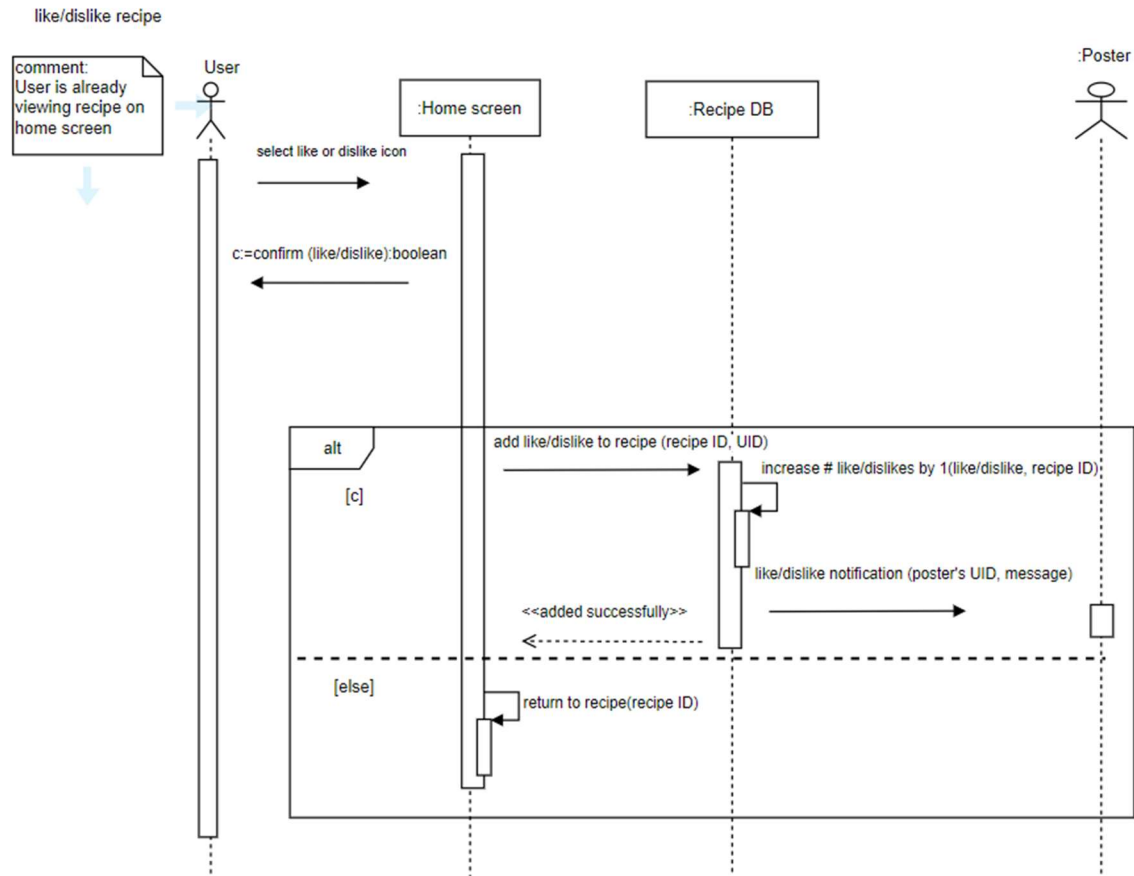 like/dislike recipe
comment:
User is already
viewing recipe on
home screen
User
:Home screen
:Recipe DB
:Poster
select like or dislike icon
c:=confirm (like/dislike):boolean
alt
add like/dislike to recipe (recipe ID, UID)
increase # like/dislikes by 1(like/dislike, recipe ID)
[c]
like/dislike notification (poster's UID, message)
<<added successfully>>
[else]
return to recipe(recipe ID)